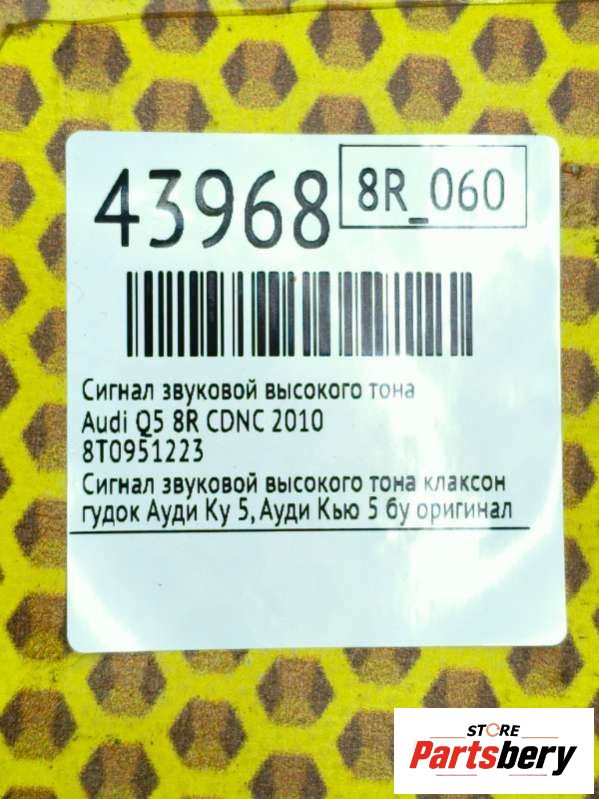 43968
8R_060
Сигнал звуковой высокого тона
Audi Q5 8R CDNC 2010
8T0951223
Сигнал звуковой высокого тона клаксон
гудок Ауди Ку 5, Ауди Кью 5 бу оригинал
STORE
Partsbery